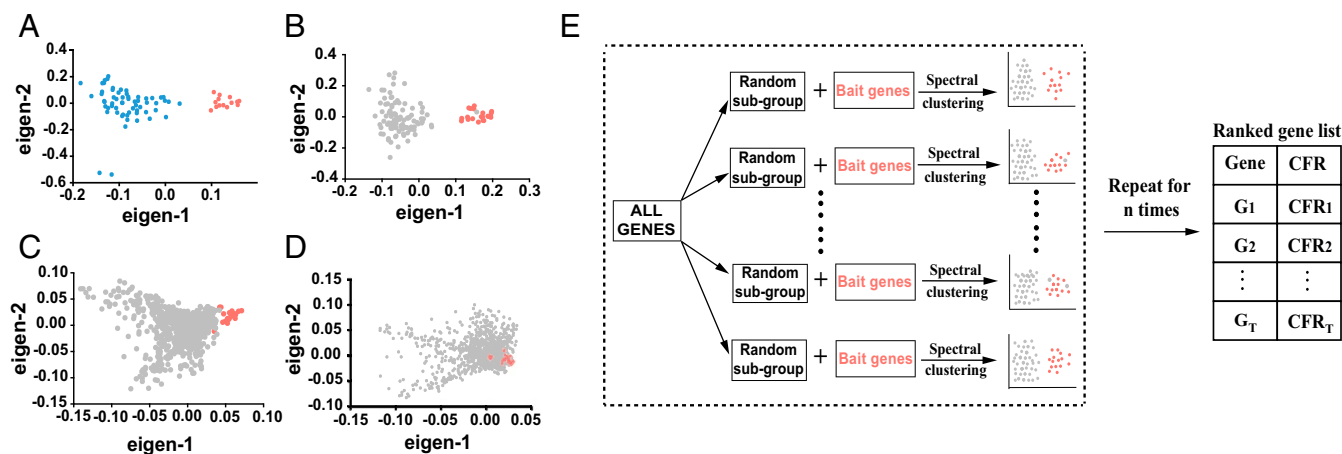 A
eigen-2
0.4
0.2
0.0
-0.2
-0.4
-0.6
-0.2
-0.1
0.0
0.1
eigen-1
B
eigen-2
0.4
0.2
0.0
-0.2
-0.4
-0.2
-0.1
0.0
0.1
0.2
0.3
eigen-1
C
eigen-2
0.10
0.05
0.00
-0.05
-0.10
-0.15
-0.15
-0.10
-0.05
0.00
0.05
0.10
eigen-1
D
eigen-2
0.15
0.10
0.05
0.00
-0.05
-0.10
-0.15
-0.10
-0.05
0.00
0.05
eigen-1
E
ALL
GENES
Random
sub-group
+
Bait genes
Spectral
clustering
Random
sub-group
+
Bait genes
Spectral
clustering
Random
sub-group
+
Bait genes
Spectral
clustering
Random
sub-group
+
Bait genes
Spectral
clustering
Repeat for
n times
Ranked gene list
Gene CFR
G1 CFR1
G2 CFR2
⋮ ⋮
GT CFRT